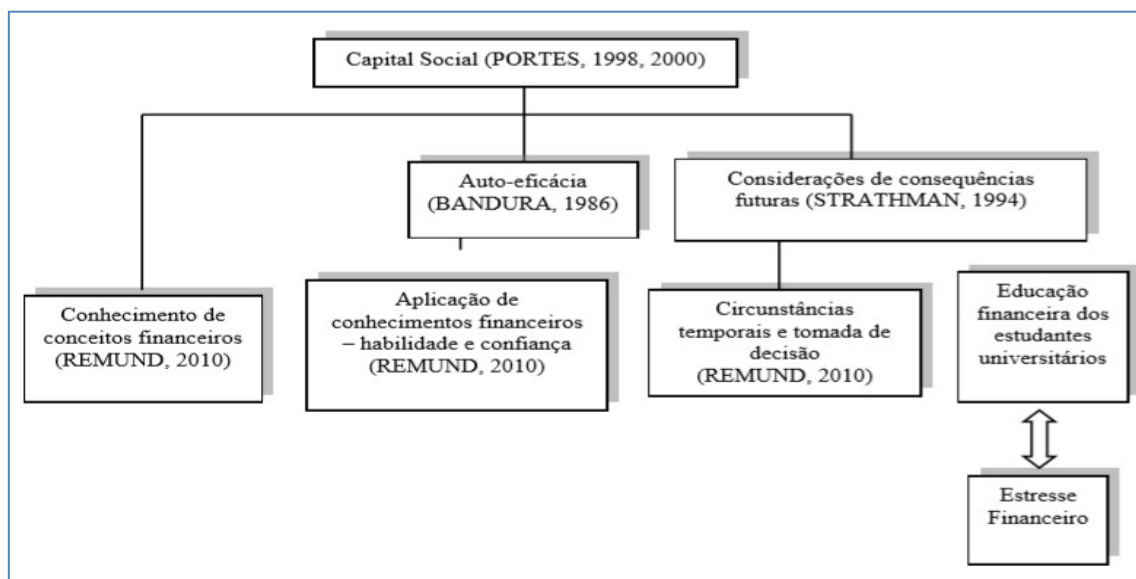 Capital Social (PORTES, 1998, 2000)
Auto-eficácia
(BANDURA, 1986)
Considerações de consequências
futuras (STRATHMAN, 1994)
Conhecimento de
conceitos financeiros
(REMUND, 2010)
Aplicação de
conhecimentos financeiros
– habilidade e confiança
(REMUND, 2010)
Circunstâncias
temporais e tomada de
decisão
(REMUND, 2010)
Educação
financeira dos
estudantes
universitários
Estresse
Financeiro